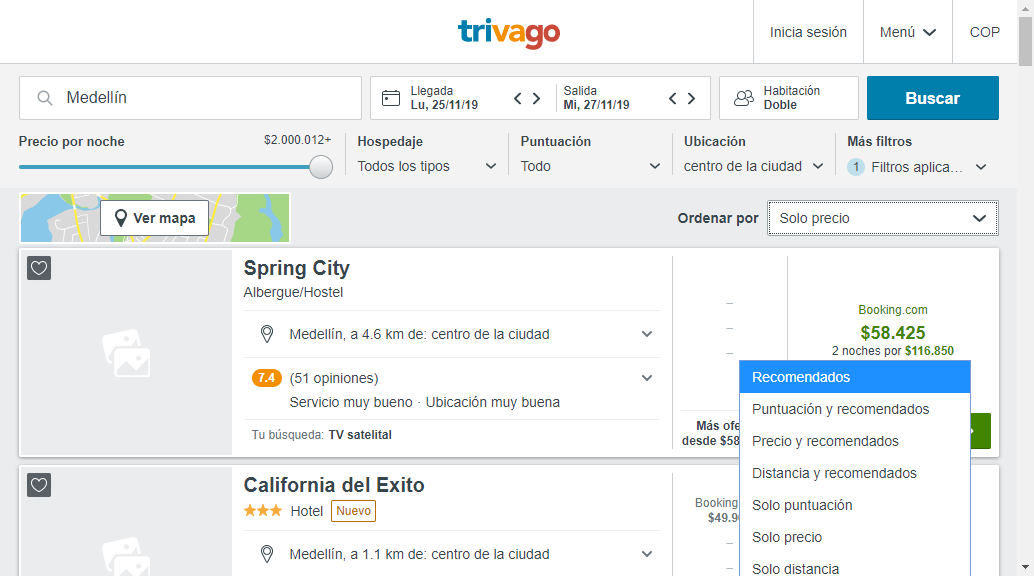 trivago
Inicia sesión
Menú
COP
Medellín
Llegada
Lu, 25/11/19
Salida
Mi, 27/11/19
Habitación
Doble
Buscar
Precio por noche
$2.000.012+
Hospedaje
Todos los tipos
Puntuación
Todo
Ubicación
centro de la ciudad
Más filtros
1 Filtros aplica...
Ver mapa
Ordenar por
Solo precio
Spring City
Albergue/Hostel
Medellín, a 4.6 km de: centro de la ciudad
7.4 (51 opiniones)
Servicio muy bueno · Ubicación muy buena
Tu búsqueda: TV satelital
Booking.com
$58.425
2 noches por $116.850
Más ofe
desde $58
Recomendados
Puntuación y recomendados
Precio y recomendados
Distancia y recomendados
Solo puntuación
Solo precio
Solo distancia
California del Exito
Hotel Nuevo
Medellín, a 1.1 km de: centro de la ciudad
Booking
$49.9